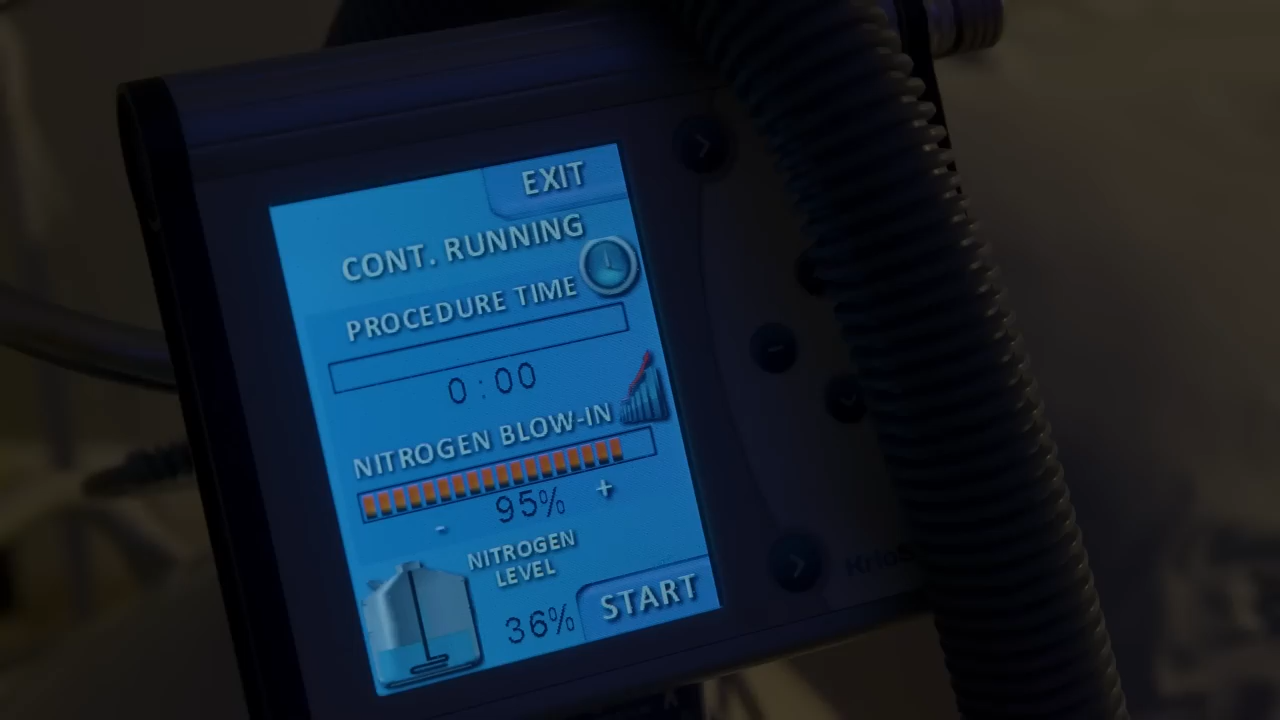 EXIT
CONT. RUNNING
PROCEDURE TIME
0:00
NITROGEN BLOW-IN
95%
- +
NITROGEN
LEVEL
36%
START